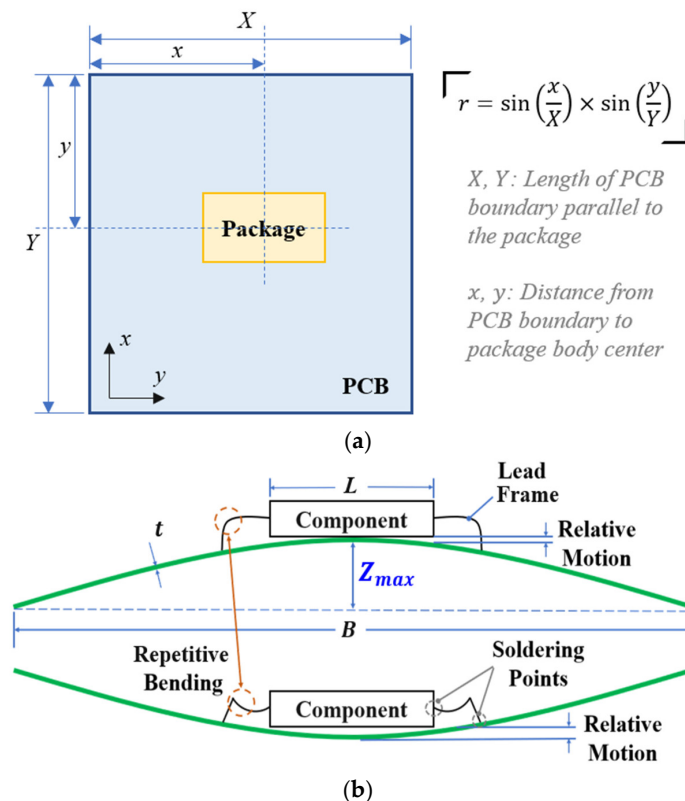 X
x
y
Y
Package
x
y
PCB
r = sin (x/X) × sin (y/Y)
X, Y: Length of PCB
boundary parallel to
the package
x, y: Distance from
PCB boundary to
package body center
(a)
L
Lead
Frame
Component
t
Relative
Motion
Zmax
B
Repetitive
Bending
Soldering
Points
Component
Relative
Motion
(b)